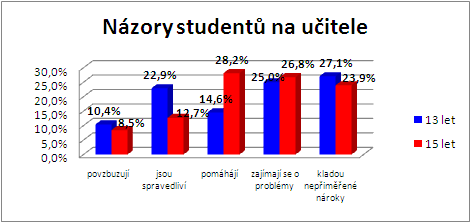 Názory studentů na učitele
30,0%
25,0%
20,0%
15,0%
10,0%
5,0%
0,0%
10,4%
8,5%
22,9%
12,7%
14,6%
28,2%
25,0%
26,8%
27,1%
23,9%
povzbuzují
jsou
spravedliví
pomáhájí
zajímají se o
problémy
kladou
nepřiměřené
nároky
13 let
15 let